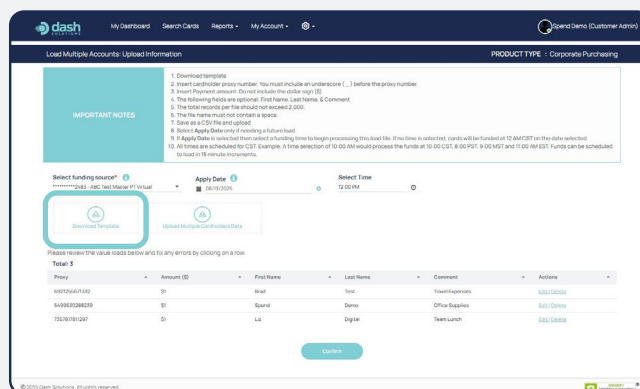 dash
SOLUTIONS
My Dashboard Search Cards Reports My Account
Spend Demo (Customer Admin)
Load Multiple Accounts: Upload Information
PRODUCT TYPE : Corporate Purchasing
IMPORTANT NOTES
1. Download template
2. Insert cardholder proxy number. You must include an underscore ( _ ) before the proxy number.
3. Insert Payment amount. Do not include the dollar sign ($)
4. The following fields are optional: First Name, Last Name, & Comment
5. The total records per file should not exceed 2,000.
6. The file name must not contain a space.
7. Save as a CSV file and upload
8. Select Apply Date only if needing a future load.
9. If Apply Date is selected then select a funding time to begin processing this load file. If no time is selected, cards will be funded at 12 AM CST on the date selected.
10. All times are scheduled for CST. Example: A time selection of 10:00 AM would process the funds at 10:00 CST, 8:00 PST, 9:00 MST and 11:00 AM EST. Funds can be scheduled
to load in 15 minute increments.
Select funding source* Apply Date Select Time
**********2483 - ABC Test Master PT Virtual 12:00 PM
Download Template Upload Multiple Cardholders Data
Please review the value loads below and fix any errors by clicking on a row.
Total: 3
Proxy Amount ($) First Name Last Name Comment Actions
$1 Brad Test Travel Expenses Edit | Delete
$1 Spend Demo Office Supplies Edit | Delete
7357817811297 $1 Liz Digital Team Lunch Edit | Delete
Confirm
© 2025 Dash Solutions. All rights reserved.